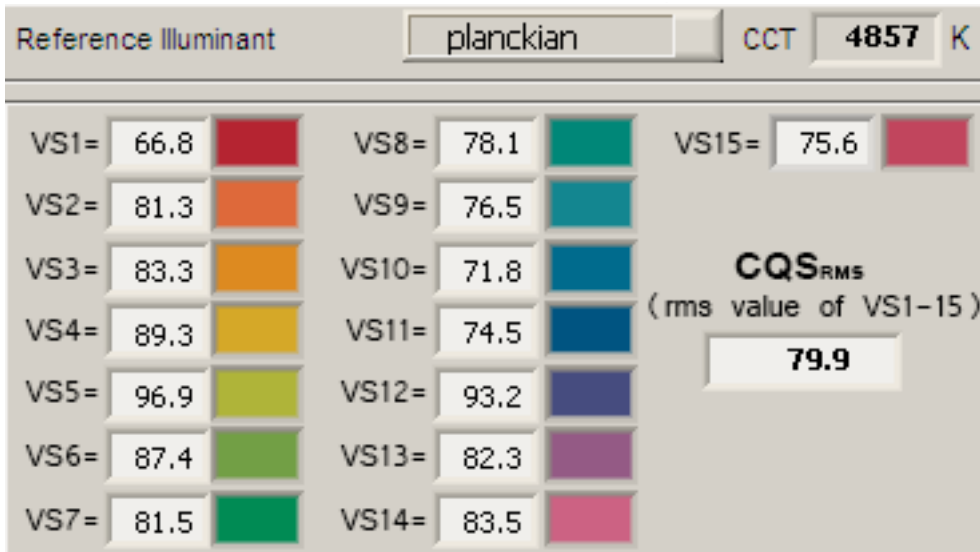 Reference Illuminant planckian CCT 4857 K
VS1= 66.8 VS8= 78.1 VS15= 75.6
VS2= 81.3 VS9= 76.5
VS3= 83.3 VS10= 71.8 CQSRMS
(rms value of VS1-15)
VS4= 89.3 VS11= 74.5
79.9
VS5= 96.9 VS12= 93.2
VS6= 87.4 VS13= 82.3
VS7= 81.5 VS14= 83.5